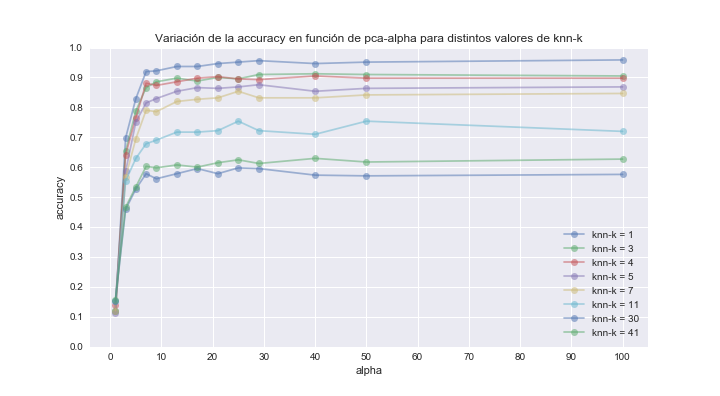 Variación de la accuracy en función de pca-alpha para distintos valores de knn-k
1.0
0.9
0.8
0.7
0.6
0.5
0.4
0.3
0.2
0.1
0.0
accuracy
knn-k = 1
knn-k = 3
knn-k = 4
knn-k = 5
knn-k = 7
knn-k = 11
knn-k = 30
knn-k = 41
0 10 20 30 40 50 60 70 80 90 100
alpha